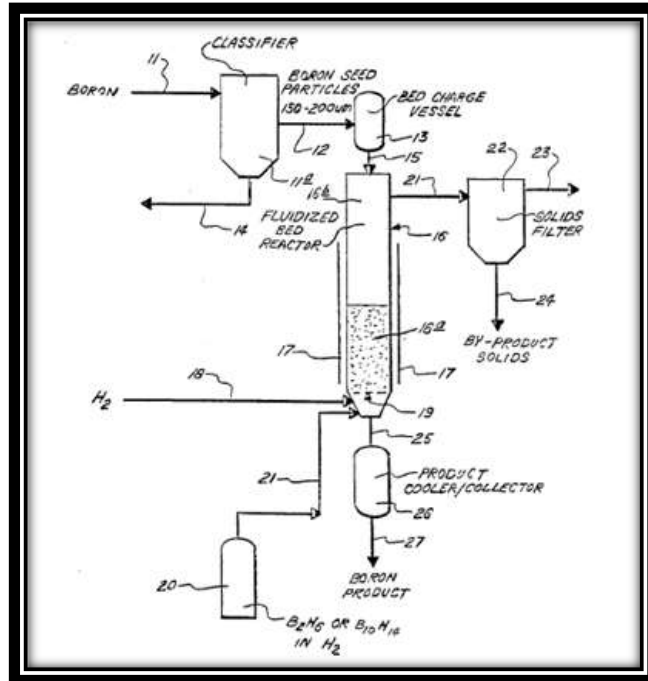 CLASSIFIER
11
BORON
BORON SEED
PARTICLES
150-200um
12
BED CHARGE
VESSEL
13
15
11a
14
16b
FLUIDIZED
BED
REACTOR
16
21
22
23
SOLIDS
FILTER
24
BY-PRODUCT
SOLIDS
16a
17
17
18
H2
19
25
21
PRODUCT
COOLER/COLLECTOR
26
27
BORON
PRODUCT
20
B2H6 OR B10H14
IN H2